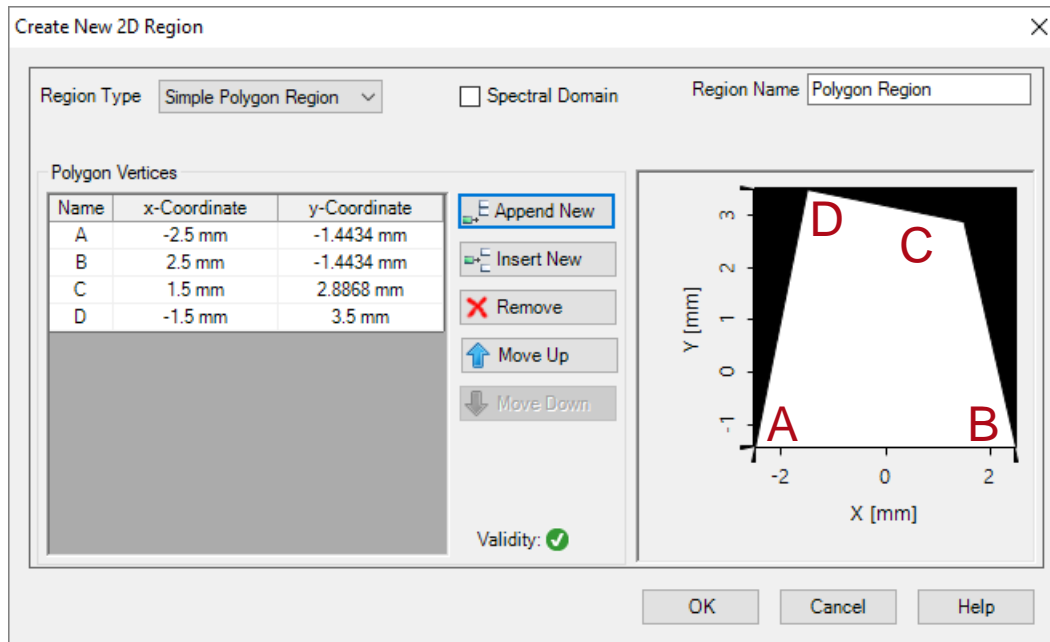 Create New 2D Region
Region Type Simple Polygon Region Spectral Domain Region Name Polygon Region
Polygon Vertices
Name x-Coordinate y-Coordinate
A -2.5 mm -1.4434 mm
B 2.5 mm -1.4434 mm
C 1.5 mm 2.8868 mm
D -1.5 mm 3.5 mm
Append New
Insert New
Remove
Move Up
Move Down
Validity:
Y [mm]
3
2
1
0
-1
D
C
A
B
-2 0 2
X [mm]
OK Cancel Help